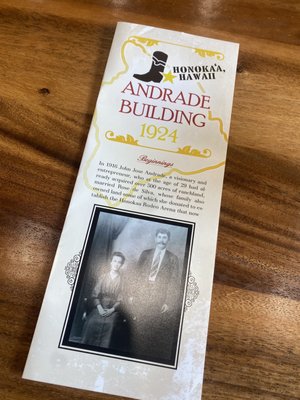 HONOKA'A,
HAWAII
ANDRADE
BUILDING
1924
Beginnings
In 1916 John Jose Andrade, a visionary and
entrepreneur, who at the age of 29 had al-
ready acquired over 500 acres of ranchland,
married Rose de Silva, whose family also
owned land some of which she donated to es-
tablish the Honokaa Rodeo Arena that now